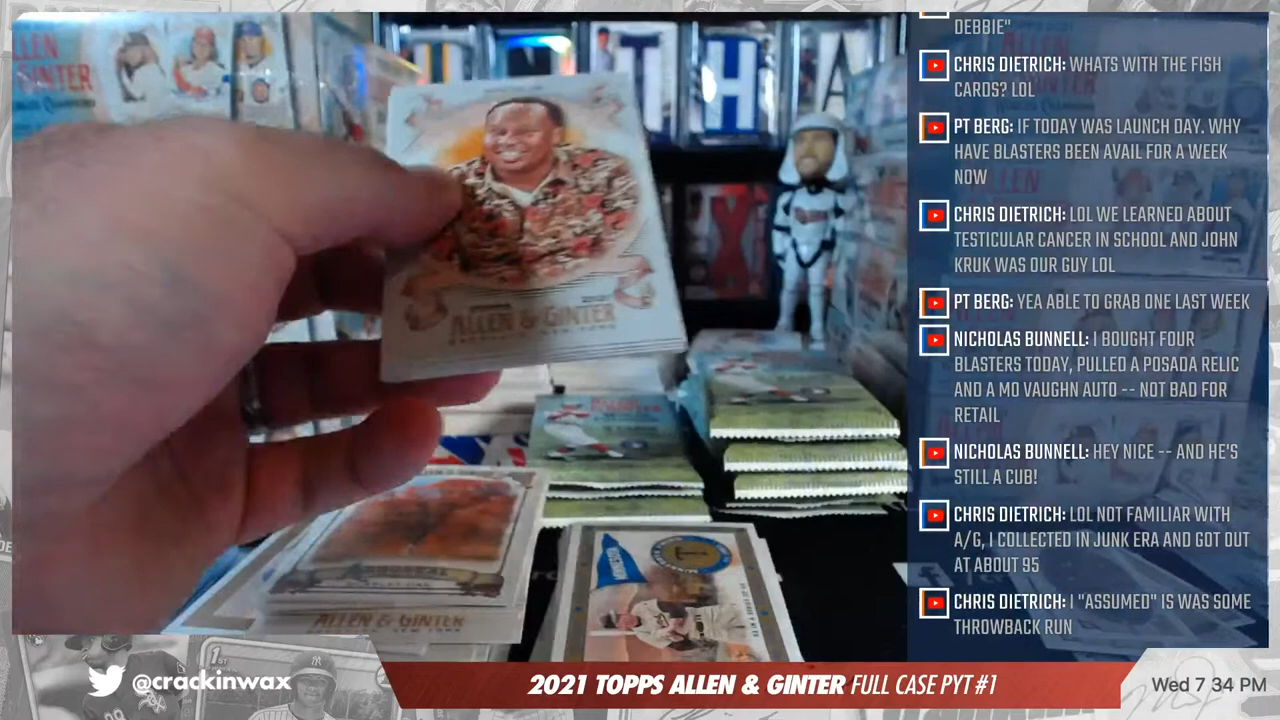 DEBBIE"
CHRIS DIETRICH: WHATS WITH THE FISH
CARDS? LOL
PT BERG: IF TODAY WAS LAUNCH DAY. WHY
HAVE BLASTERS BEEN AVAIL FOR A WEEK
NOW
CHRIS DIETRICH: LOL WE LEARNED ABOUT
TESTICULAR CANCER IN SCHOOL AND JOHN
KRUK WAS OUR GUY LOL
PT BERG: YEA ABLE TO GRAB ONE LAST WEEK
NICHOLAS BUNNELL: I BOUGHT FOUR
BLASTERS TODAY, PULLED A POSADA RELIC
AND A MO VAUGHN AUTO -- NOT BAD FOR
RETAIL
NICHOLAS BUNNELL: HEY NICE -- AND HE'S
STILL A CUB!
CHRIS DIETRICH: LOL NOT FAMILIAR WITH
A/G, I COLLECTED IN JUNK ERA AND GOT OUT
AT ABOUT 95
CHRIS DIETRICH: I "ASSUMED" IS WAS SOME
THROWBACK RUN
LLEN
GINTER
T H A
ALLEN & GINTER
ALLEN & GINTER
MINNESOTA
@crackinwax
2021 TOPPS ALLEN & GINTER FULL CASE PYT #1
Wed 7 34 PM